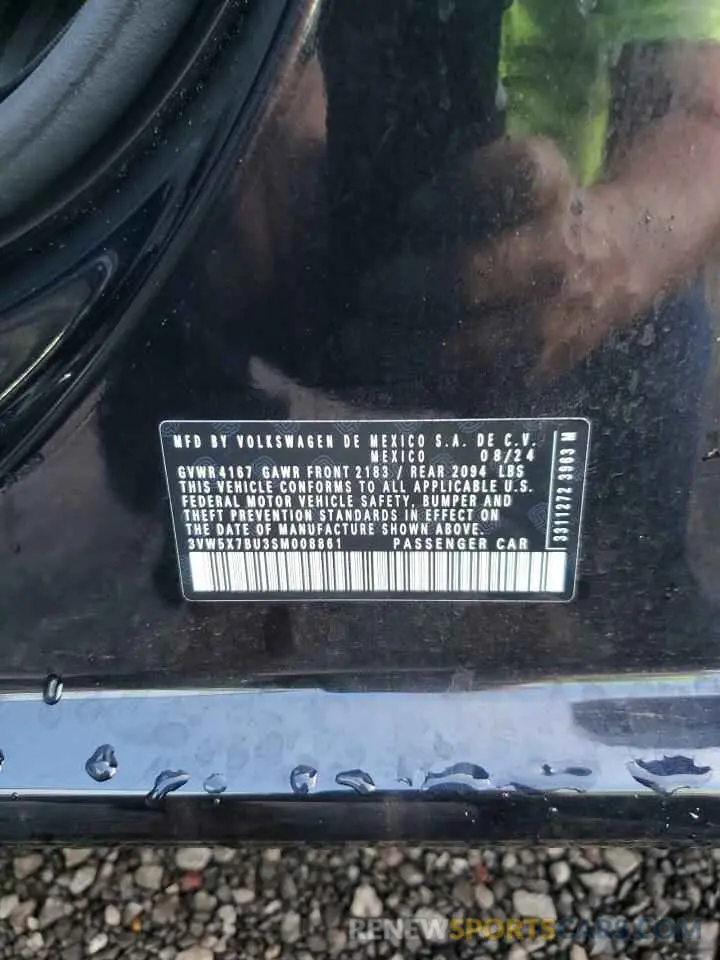 MFD BY VOLKSWAGEN DE MEXICO S.A. DE C.V.
MEXICO 08/24
GVWR 4167 GAWR FRONT 2183 / REAR 2094 LBS
THIS VEHICLE CONFORMS TO ALL APPLICABLE U.S.
FEDERAL MOTOR VEHICLE SAFETY, BUMPER AND
THEFT PREVENTION STANDARDS IN EFFECT ON
THE DATE OF MANUFACTURE SHOWN ABOVE.
3VW5X7BU3SM008861 PASSENGER CAR
3311272 3963 M
RENEWSPORTSCARS.COM